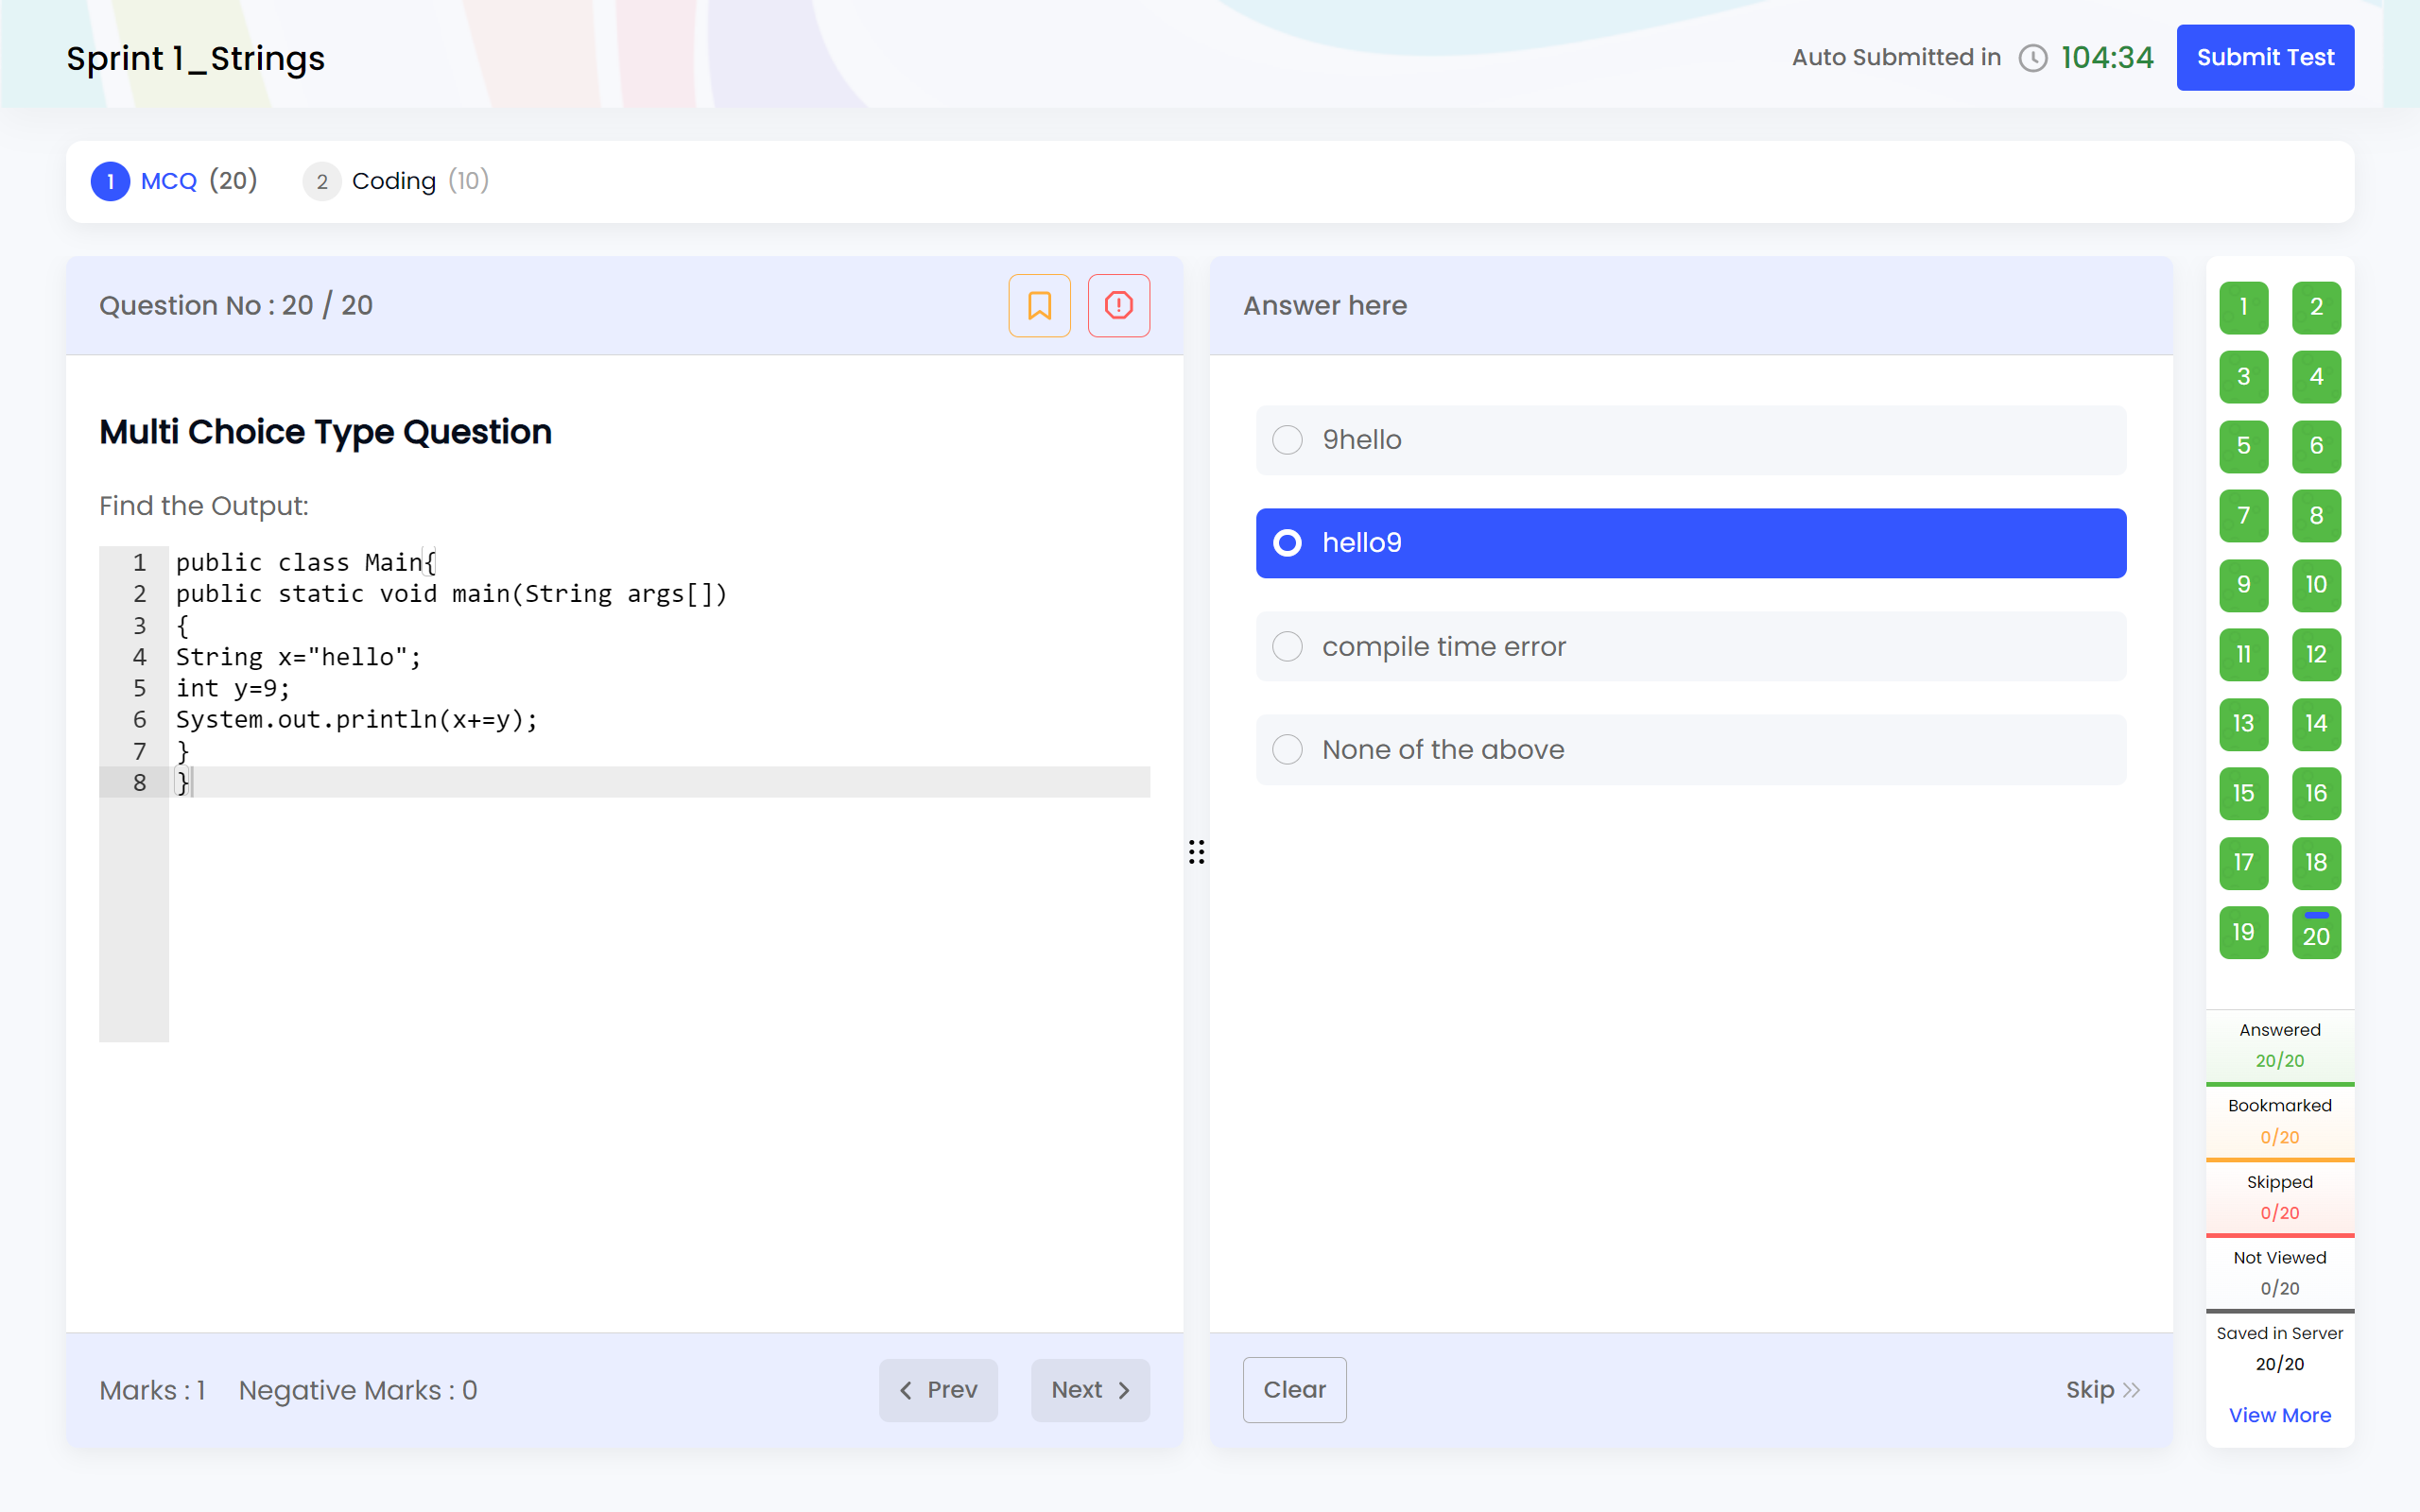 Sprint 1_Strings
Auto Submitted in 104:34 Submit Test
1 MCQ (20) 2 Coding (10)
Question No : 20 / 20
Multi Choice Type Question
Find the Output:
1 public class Main{
2 public static void main(String args[])
3 {
4 String x="hello";
5 int y=9;
6 System.out.println(x+=y);
7 }
8 }
Marks : 1 Negative Marks : 0 Prev Next
Answer here
9hello
hello9
compile time error
None of the above
Clear Skip
1 2
3 4
5 6
7 8
9 10
11 12
13 14
15 16
17 18
19 20
Answered
20/20
Bookmarked
0/20
Skipped
0/20
Not Viewed
0/20
Saved in Server
20/20
View More